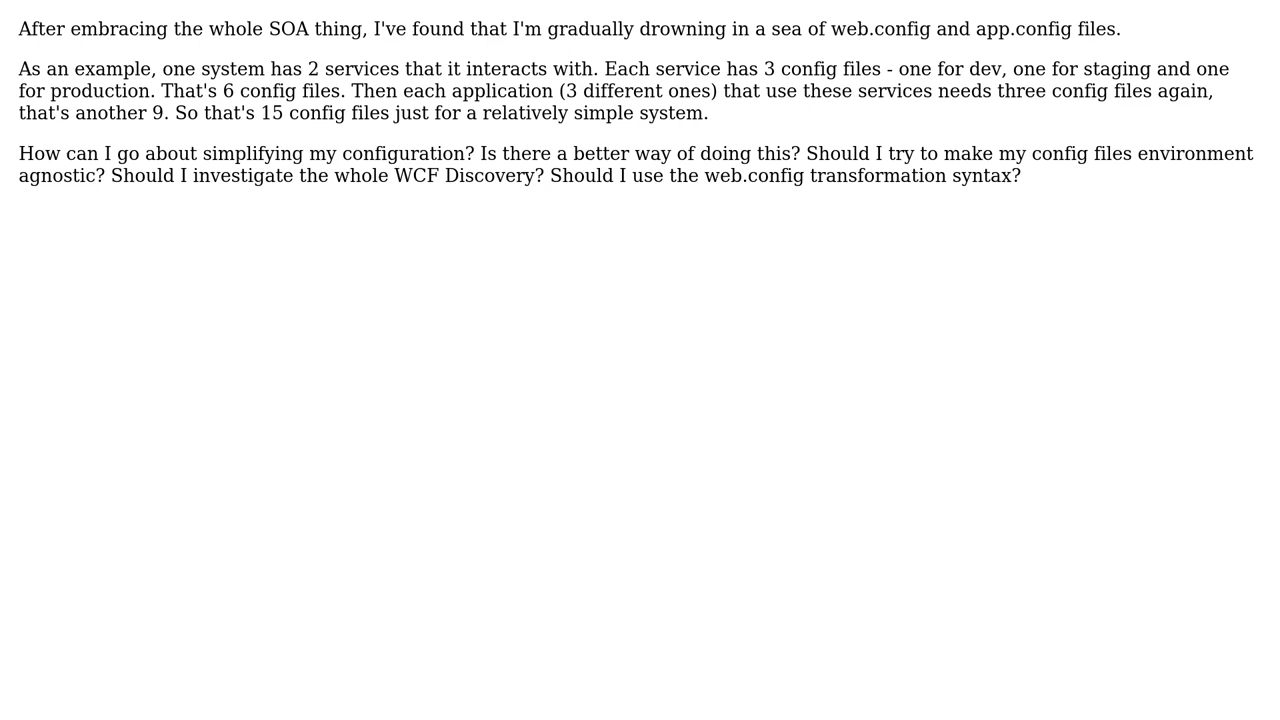 After embracing the whole SOA thing, I've found that I'm gradually drowning in a sea of web.config and app.config files.
As an example, one system has 2 services that it interacts with. Each service has 3 config files - one for dev, one for staging and one
for production. That's 6 config files. Then each application (3 different ones) that use these services needs three config files again,
that's another 9. So that's 15 config files just for a relatively simple system.
How can I go about simplifying my configuration? Is there a better way of doing this? Should I try to make my config files environment
agnostic? Should I investigate the whole WCF Discovery? Should I use the web.config transformation syntax?